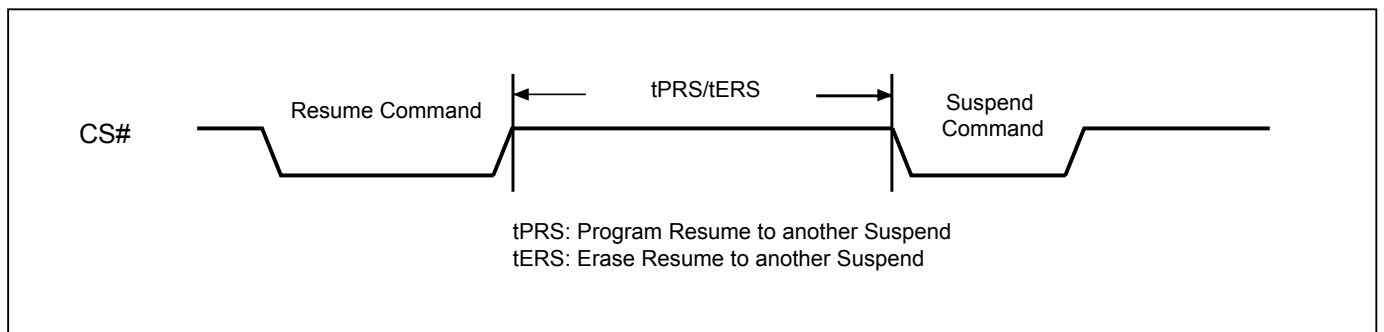 tPRS/tERS
Resume Command
Suspend
Command
CS#
tPRS: Program Resume to another Suspend
tERS: Erase Resume to another Suspend